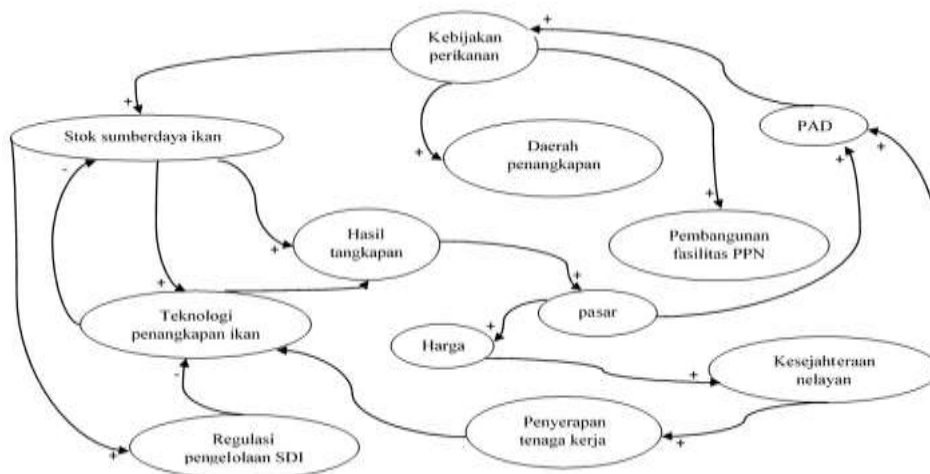 Kebijakan
perikanan
+
+
Stok sumberdaya ikan
-
+
Daerah
penangkapan
PAD
+
+
+
Hasil
tangkapan
+
Pembangunan
fasilitas PPN
+
Teknologi
penangkapan ikan
+
pasar
+
Harga
+
Kesejahteraan
nelayan
-
Regulasi
pengelolaan SDI
+
Penyerapan
tenaga kerja
+